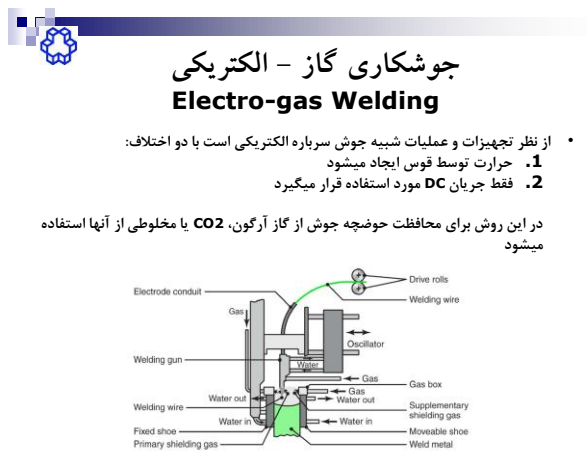 جوشکاری گاز – الکتریکی
Electro-gas Welding
• از نظر تجهیزات و عملیات شبیه جوش سرباره الکتریکی است با دو اختلاف:
1. حرارت توسط قوس ایجاد میشود
2. فقط جریان DC مورد استفاده قرار میگیرد
در این روش برای محافظت حوضچه جوش از گاز آرگون، CO2 یا مخلوطی از آنها استفاده
میشود
Drive rolls
Electrode conduit
Welding wire
Gas
Oscillator
Welding gun
Water
Gas
Gas box
Gas
Water out
Water out
Welding wire
Supplementary
shielding gas
Water in
Water in
Fixed shoe
Moveable shoe
Primary shielding gas
Weld metal